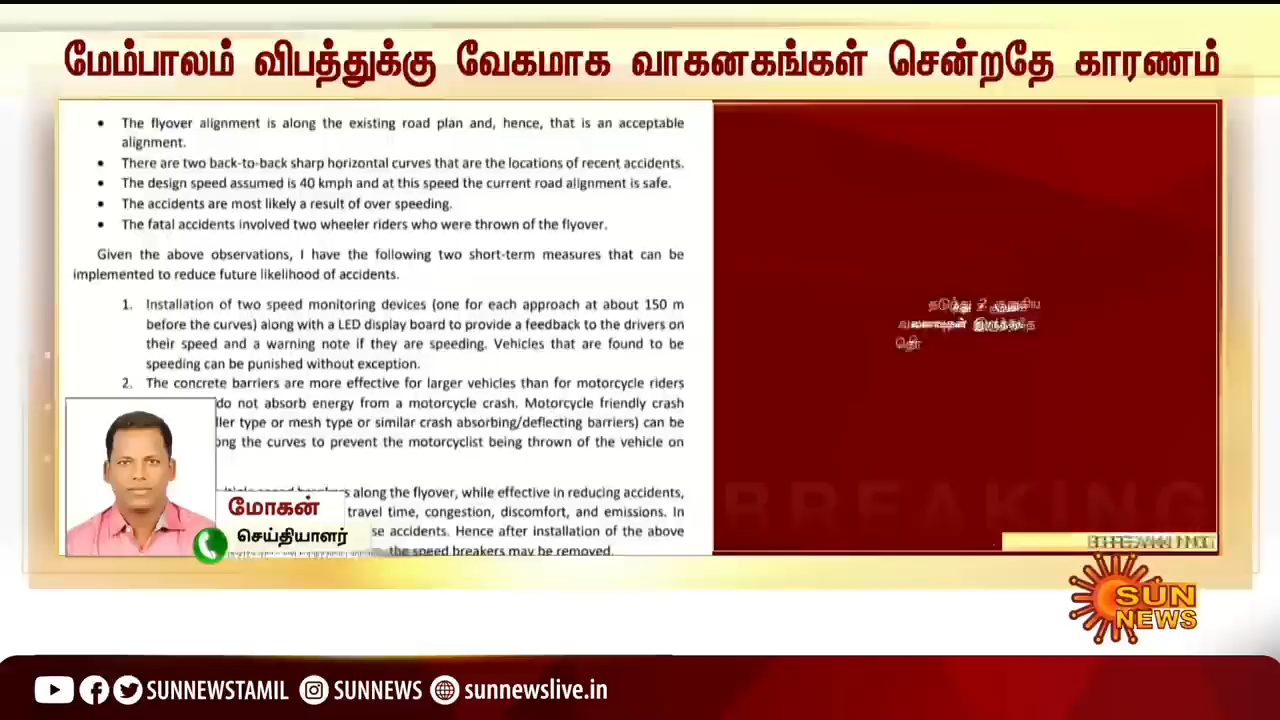 மேம்பாலம் விபத்துக்கு வேகமாக வாகனகங்கள் சென்றதே காரணம்
• The flyover alignment is along the existing road plan and, hence, that is an acceptable
alignment.
• There are two back-to-back sharp horizontal curves that are the locations of recent accidents.
• The design speed assumed is 40 kmph and at this speed the current road alignment is safe.
• The accidents are most likely a result of over speeding.
• The fatal accidents involved two wheeler riders who were thrown of the flyover.
Given the above observations, I have the following two short-term measures that can be
implemented to reduce future likelihood of accidents.
1. Installation of two speed monitoring devices (one for each approach at about 150 m
before the curves) along with a LED display board to provide a feedback to the drivers on
their speed and a warning note if they are speeding. Vehicles that are found to be
speeding can be punished without exception.
2. The concrete barriers are more effective for larger vehicles than for motorcycle riders
do not absorb energy from a motorcycle crash. Motorcycle friendly crash
type or mesh type or similar crash absorbing/deflecting barriers) can be
the curves to prevent the motorcyclist being thrown of the vehicle on
along the flyover, while effective in reducing accidents,
travel time, congestion, discomfort, and emissions. In
accidents. Hence after installation of the above
the speed breakers may be removed.
மோகன்
செய்தியாளர்
BREAKING
SUN
NEWS
SUNNEWSTAMIL SUNNEWS sunnewslive.in